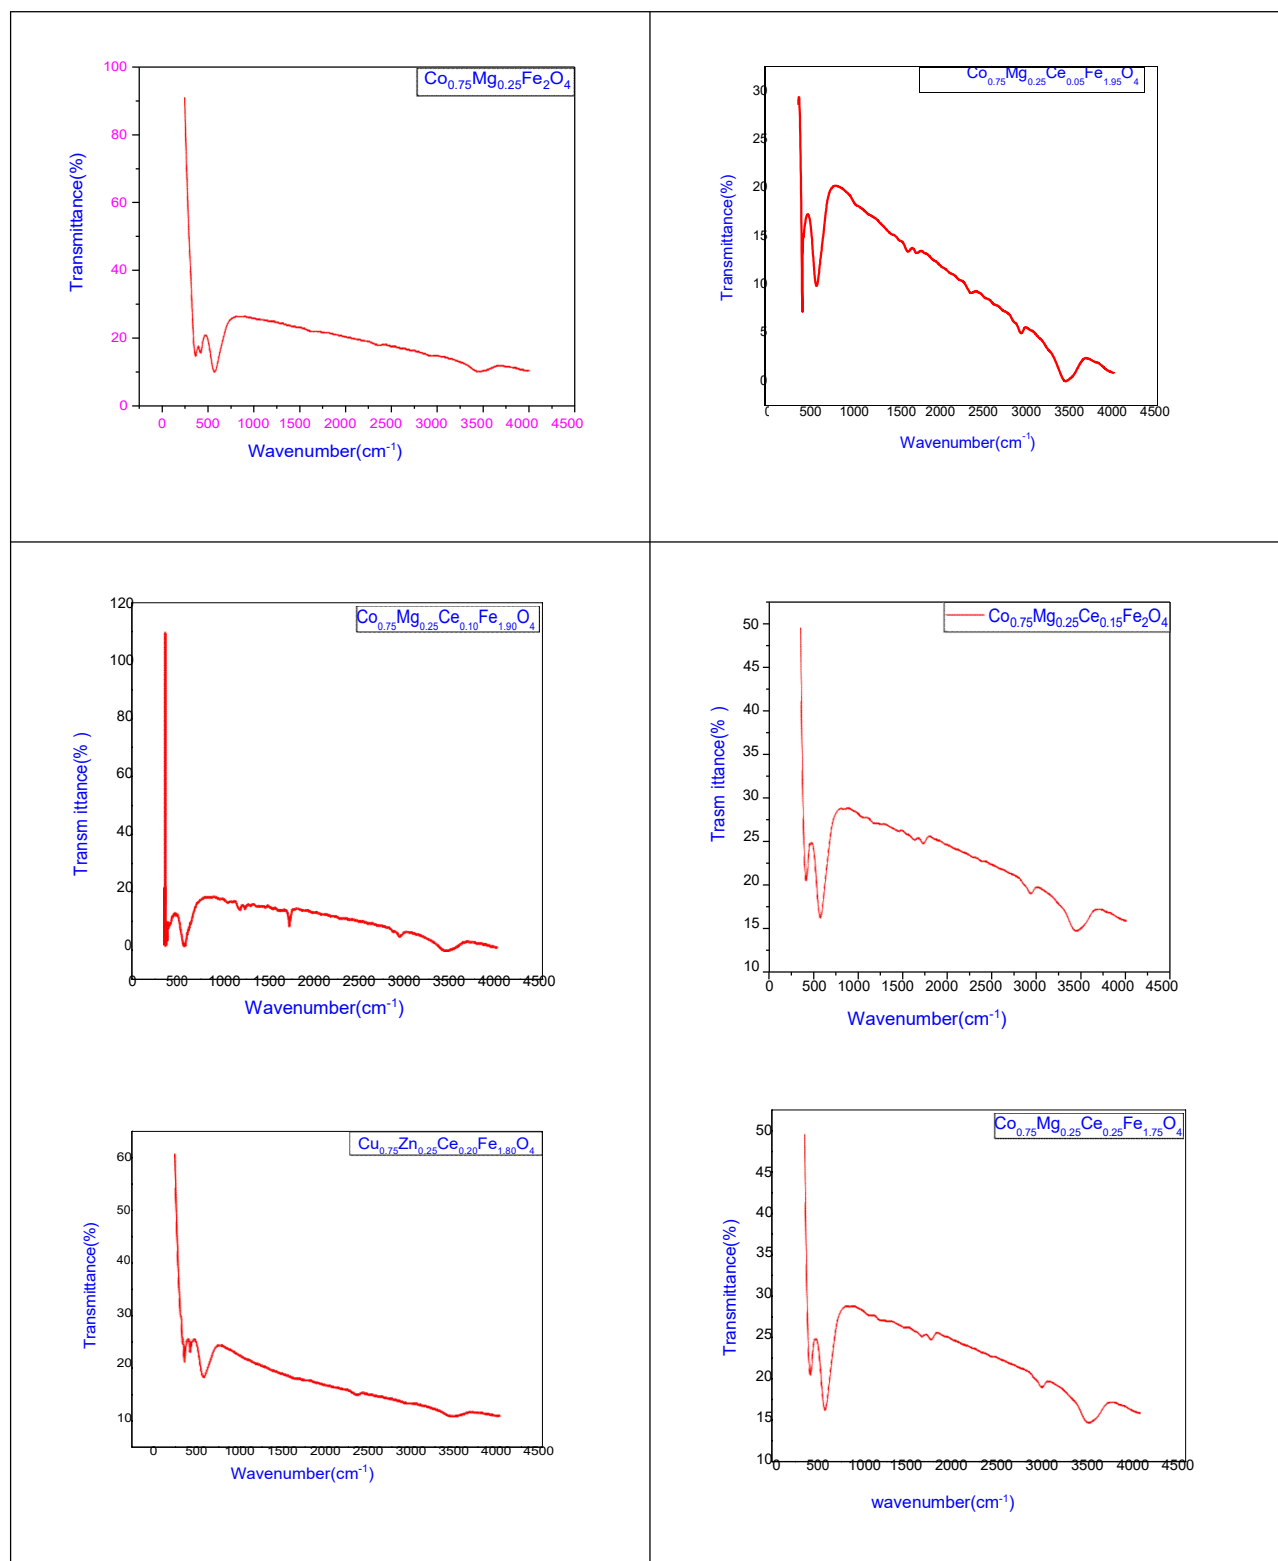 Co0.75Mg0.25Fe2O4
100
80
60
40
20
0
Transmittance(%)
0 500 1000 1500 2000 2500 3000 3500 4000 4500
Wavenumber(cm-1)
Co0.75Mg0.25Ce0.05Fe1.95O4
30
25
20
15
10
5
0
Transmittance(%)
0 500 1000 1500 2000 2500 3000 3500 4000 4500
Wavenumber(cm-1)
Co0.75Mg0.25Ce0.10Fe1.90O4
120
100
80
60
40
20
0
Transm ittance(% )
0 500 1000 1500 2000 2500 3000 3500 4000 4500
Wavenumber(cm-1)
Co0.75Mg0.25Ce0.15Fe2O4
50
45
40
35
30
25
20
15
10
Trasm ittance(% )
0 500 1000 1500 2000 2500 3000 3500 4000 4500
Wavenumber(cm-1)
Cu0.75Zn0.25Ce0.20Fe1.80O4
60
50
40
30
20
10
Transmittance(%)
0 500 1000 1500 2000 2500 3000 3500 4000 4500
Wavenumber(cm-1)
Co0.75Mg0.25Ce0.25Fe1.75O4
50
45
40
35
30
25
20
15
10
Transmittance(%)
0 500 1000 1500 2000 2500 3000 3500 4000 4500
wavenumber(cm-1)